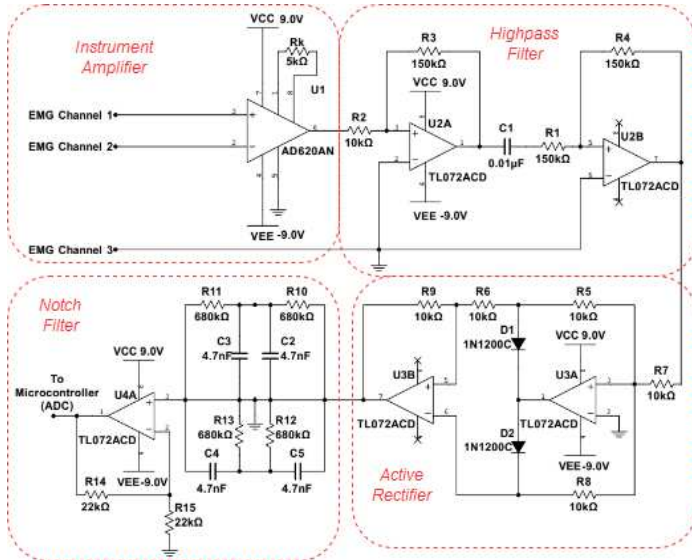 Instrument
Amplifier
VCC 9.0V
Rk
5kΩ
U1
EMG Channel 1
EMG Channel 2
AD620AN
VEE -9.0V
EMG Channel 3
Highpass
Filter
R3
150kΩ
R4
150kΩ
VCC 9.0V
R2
10kΩ
U2A
C1
0.01µF
R1
150kΩ
U2B
TL072ACD
TL072ACD
VEE -9.0V
Notch
Filter
R11
680kΩ
R10
680kΩ
C3
4.7nF
C2
4.7nF
VCC 9.0V
To
Microcontroller
(ADC)
U4A
TL072ACD
R13
680kΩ
R12
680kΩ
VEE-9.0V
C4
4.7nF
C5
4.7nF
R14
22kΩ
R15
22kΩ
R9
10kΩ
R6
10kΩ
R5
10kΩ
D1
1N1200C
VCC 9.0V
R7
10kΩ
U3B
U3A
TL072ACD
TL072ACD
D2
1N1200C
VEE-9.0V
R8
10kΩ
Active
Rectifier